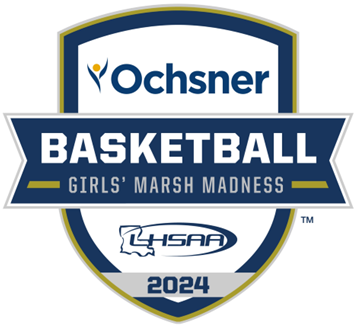 Ochsner
BASKETBALL
GIRLS' MARSH MADNESS
TM
LHSAA
2024